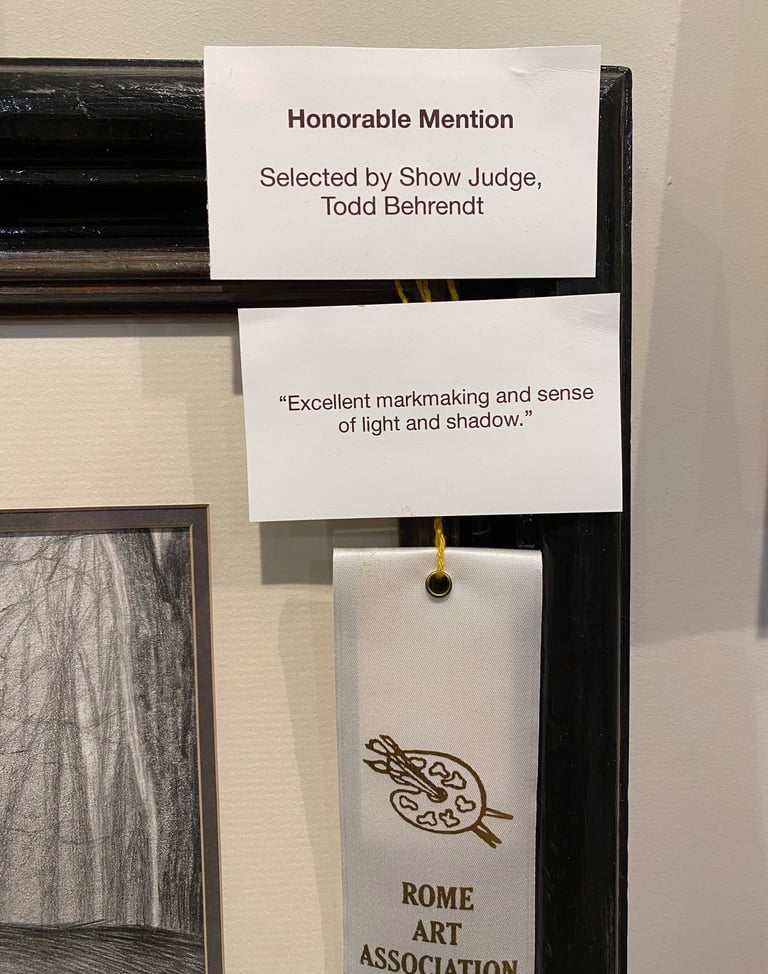 Honorable Mention
Selected by Show Judge,
Todd Behrendt
“Excellent markmaking and sense
of light and shadow.”
ROME
ART
ASSOCIATION